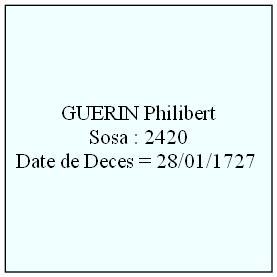 GUERIN Philibert
Sosa : 2420
Date de Deces = 28/01/1727